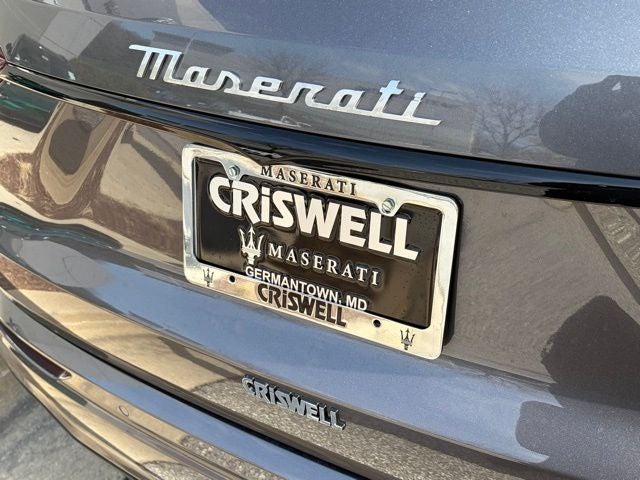 Maserati
MASERATI
CRiSWELL
MASERATI
GERMANTOWN, MD
CRiSWELL
CRiSWELL